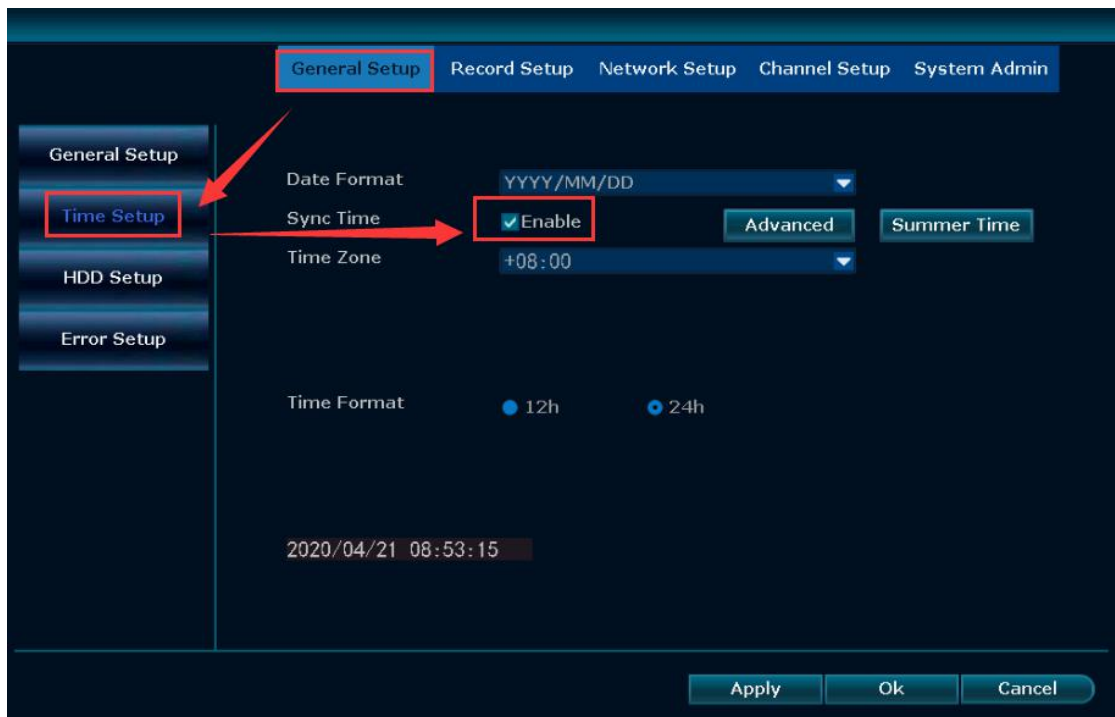 General Setup Record Setup Network Setup Channel Setup System Admin
General Setup
Time Setup
HDD Setup
Error Setup
Date Format YYYY/MM/DD
Sync Time Enable Advanced Summer Time
Time Zone +08:00
Time Format 12h 24h
2020/04/21 08:53:15
Apply Ok Cancel